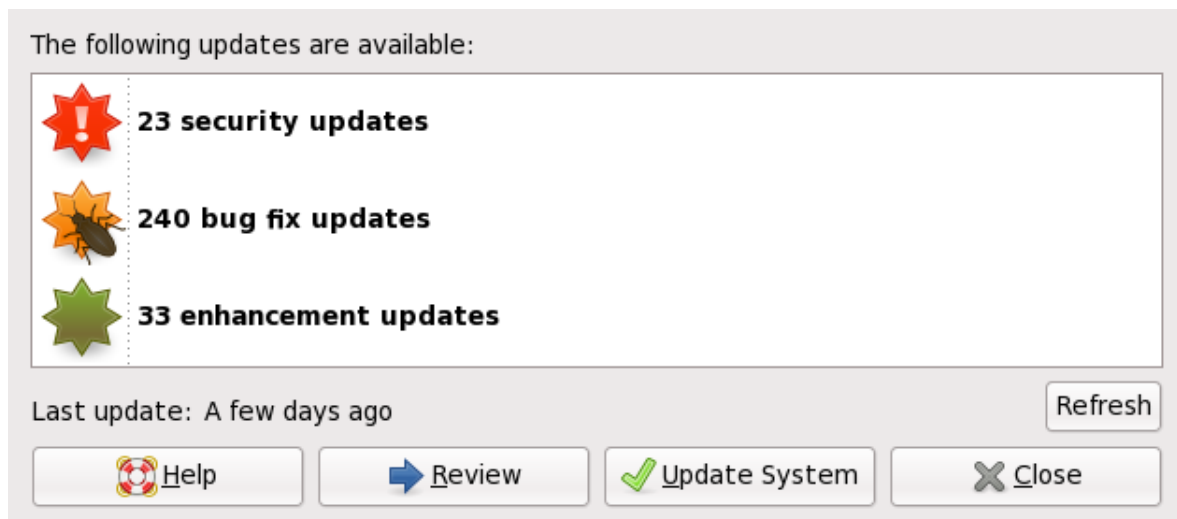 The following updates are available:
23 security updates
240 bug fix updates
33 enhancement updates
Last update: A few days ago
Refresh
Help Review Update System Close